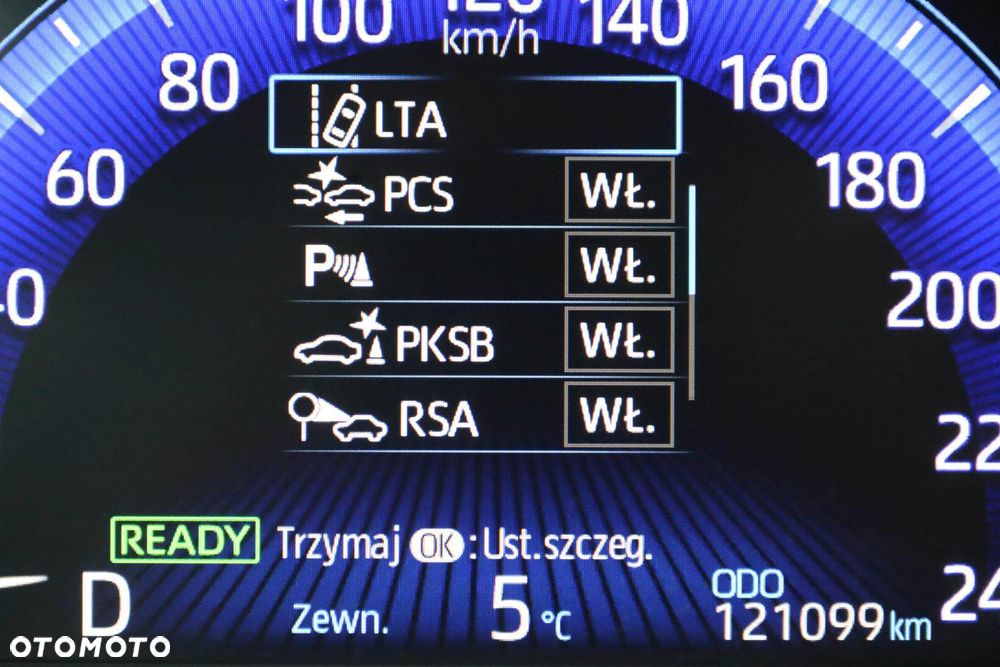 100
120
140
km/h
80
160
LTA
60
PCS WŁ.
180
P WŁ.
200
PKSB WŁ.
RSA WŁ.
READY Trzymaj OK : Ust.szczeg.
D
Zewn. 5 °C
ODO
121099 km
OTOMOTO